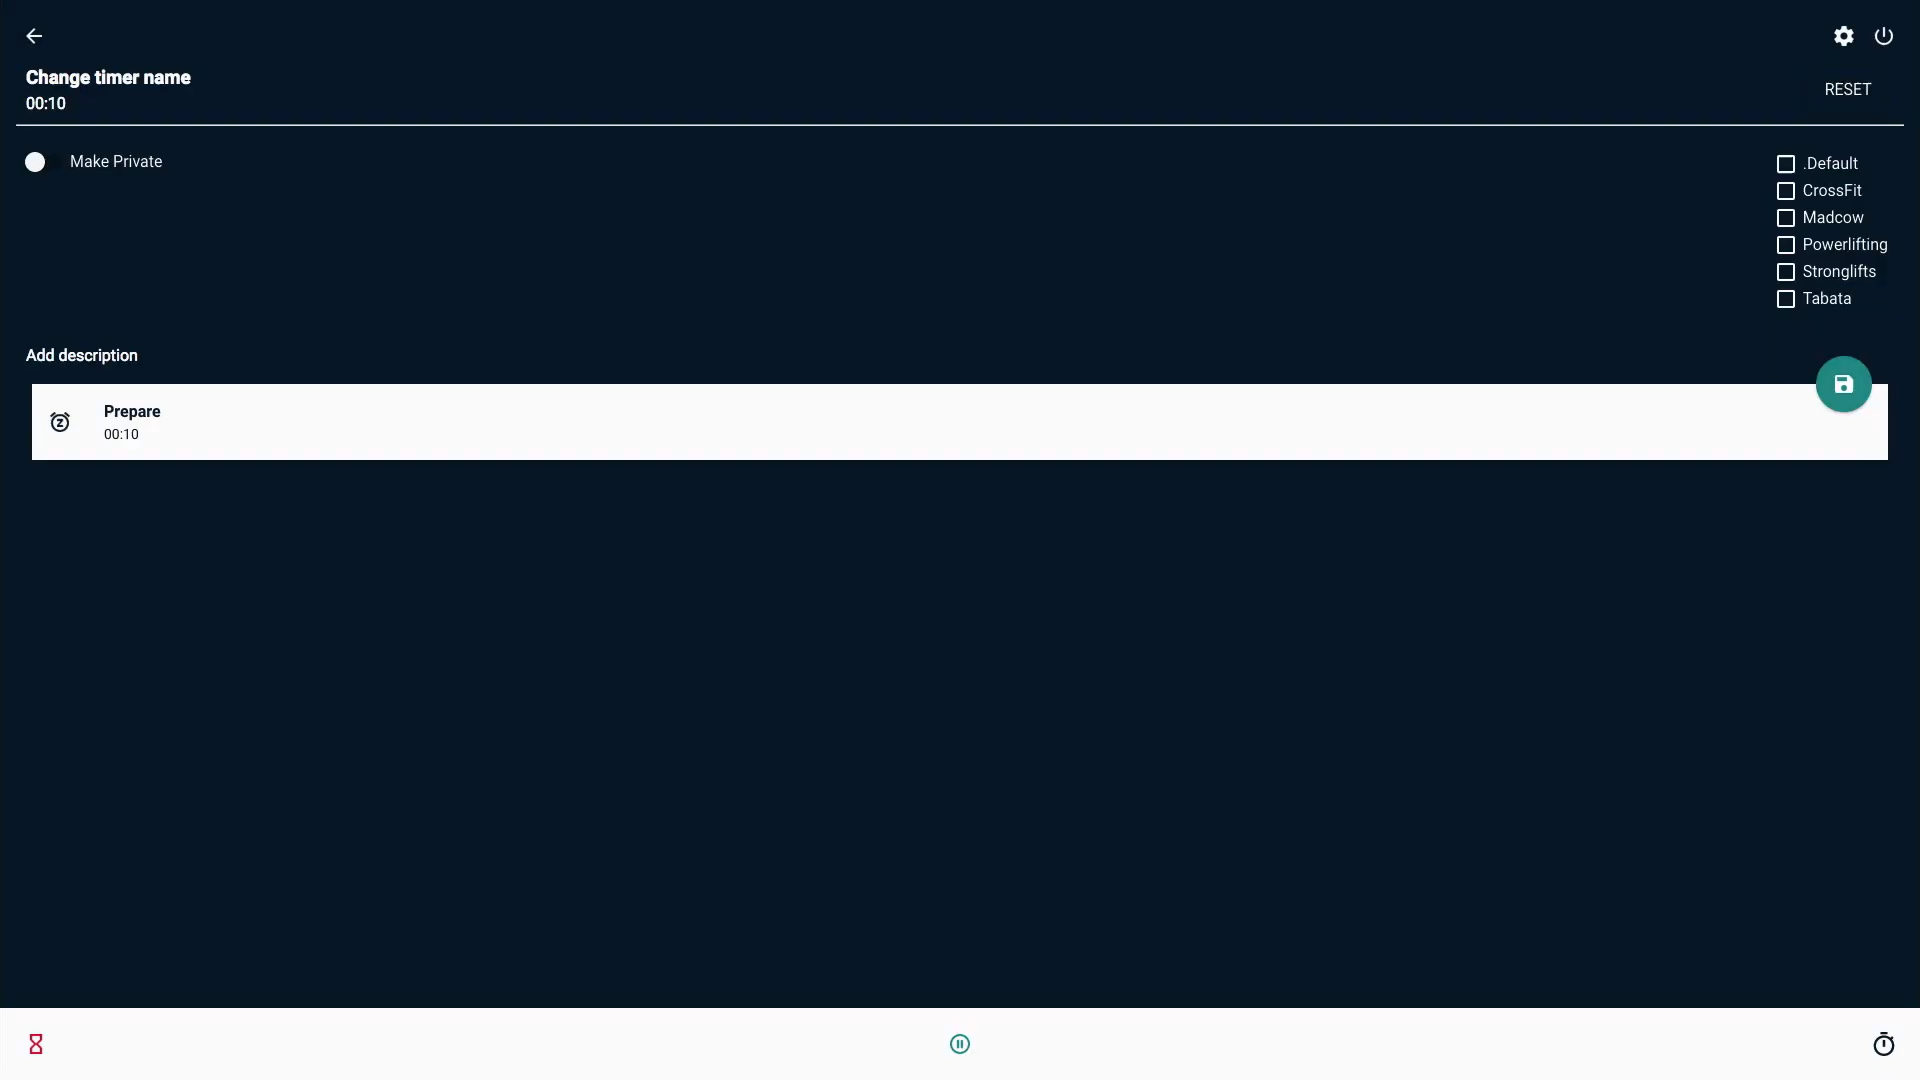 Change timer name
00:10
RESET
Make Private
.Default
CrossFit
Madcow
Powerlifting
Stronglifts
Tabata
Add description
Prepare
00:10